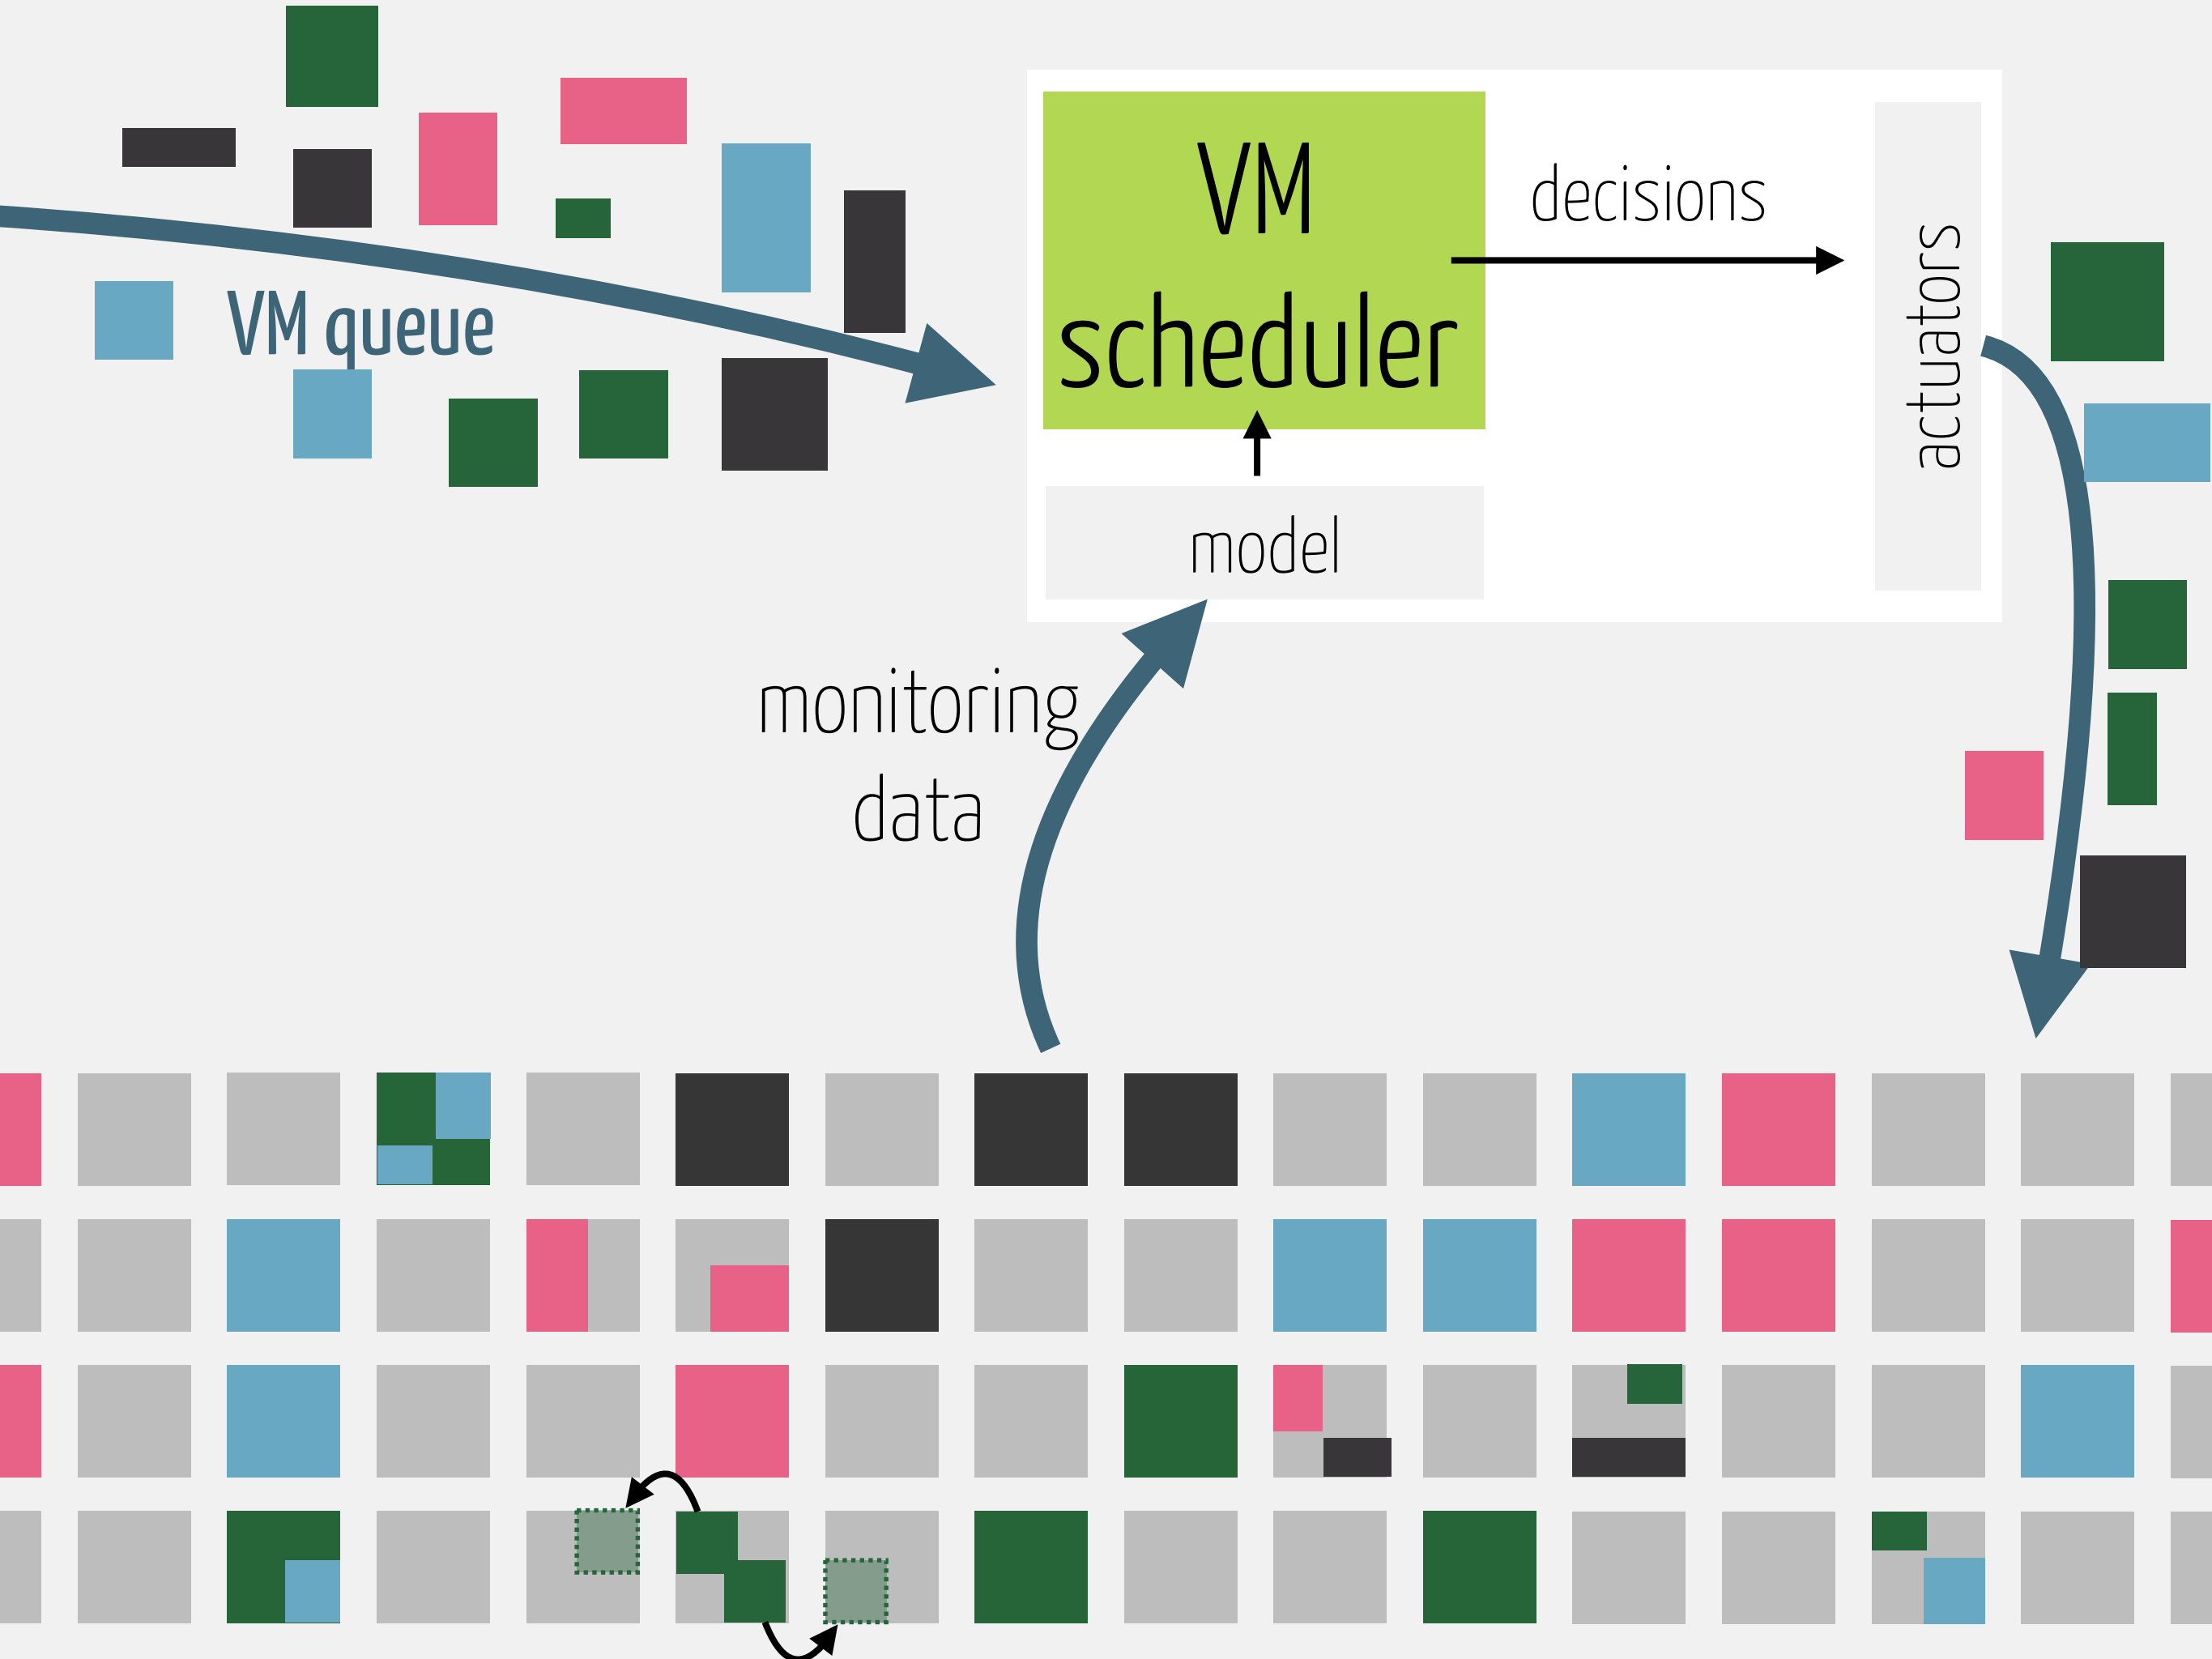 VM
scheduler
decisions
actuators
VM queue
model
monitoring
data